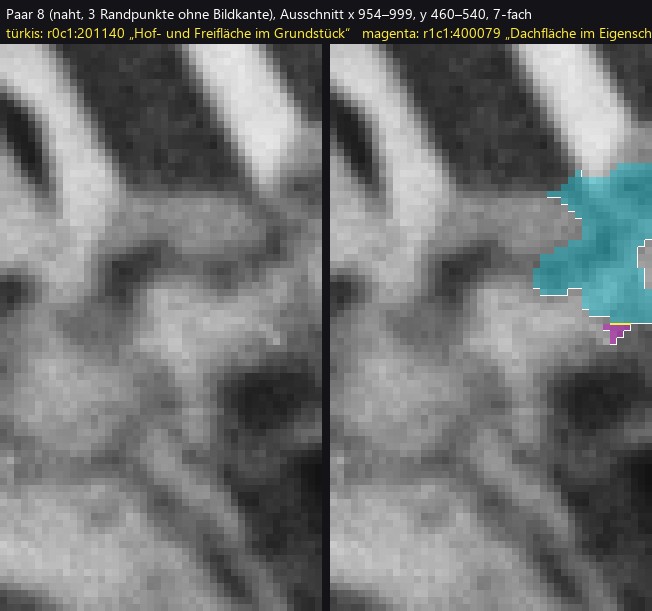 Paar 8 (naht, 3 Randpunkte ohne Bildkante), Ausschnitt x 954–999, y 460–540, 7-fach
türkis: r0c1:201140 „Hof- und Freifläche im Grundstück“ magenta: r1c1:400079 „Dachfläche im Eigensch